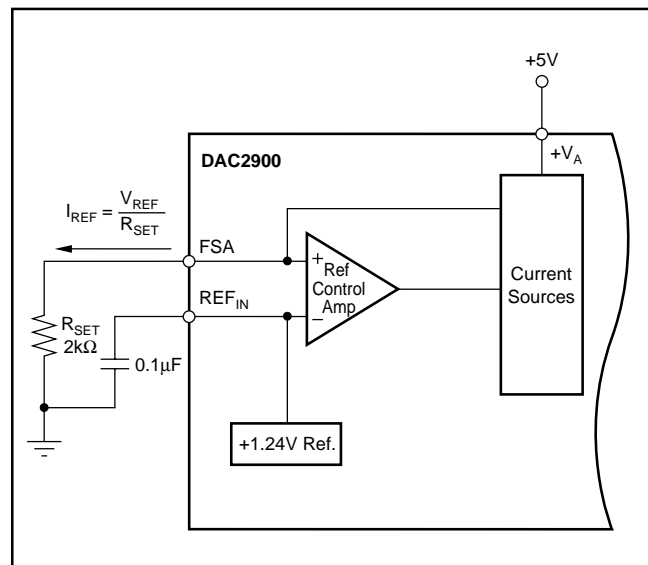 +5V
+V_A
DAC2900
I_REF = V_REF / R_SET
FSA
+
Ref
Control
Amp
Current
Sources
REF_IN
–
R_SET
2kΩ
0.1μF
+1.24V Ref.